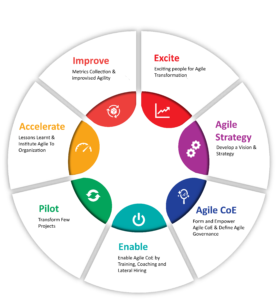 Improve
Metrics Collection &
Improvised Agility
Excite
Exciting people for Agile
Transformation
Agile
Strategy
Develop a Vision &
Strategy
Agile CoE
Form and Empower
Agile CoE & Define Agile
Governance
Enable
Enable Agile CoE by
Training, Coaching and
Lateral Hiring
Pilot
Transform Few
Projects
Accelerate
Lessons Learnt &
Institute Agile To
Organization